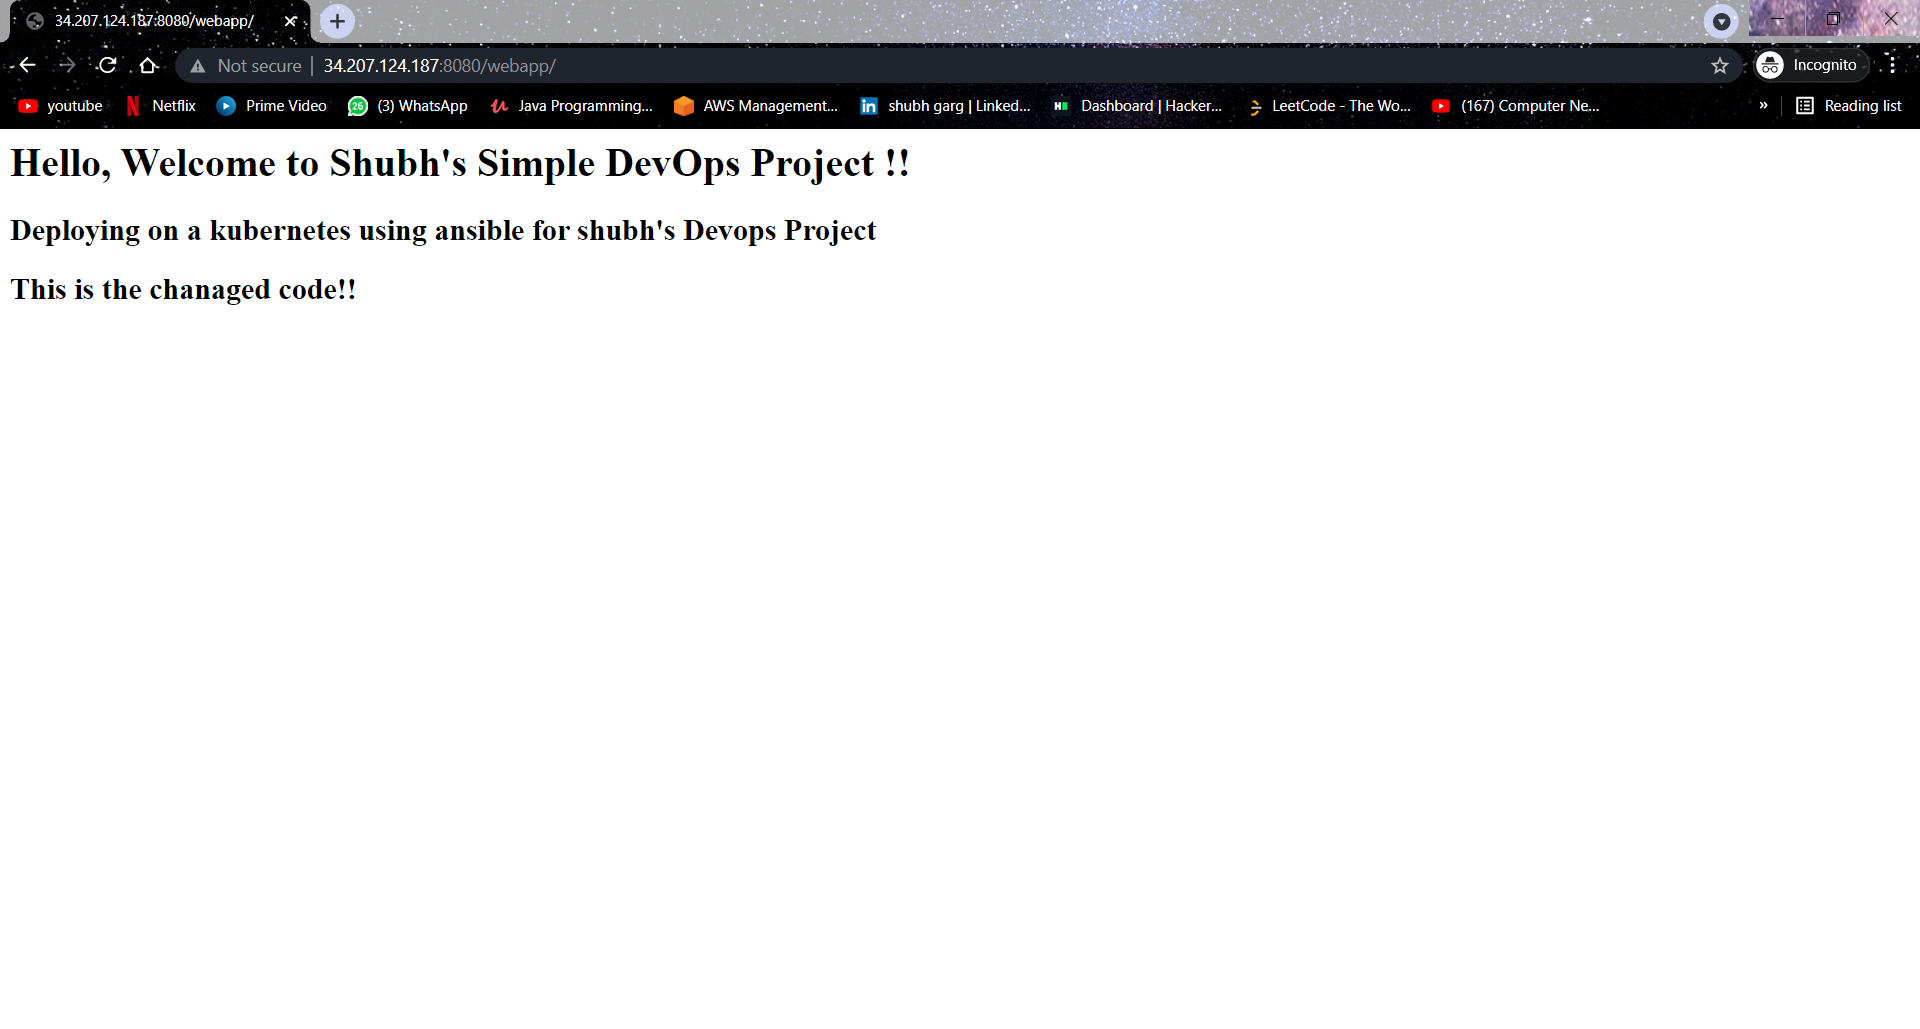 34.207.124.187:8080/webapp/
Not secure | 34.207.124.187:8080/webapp/
Incognito
youtube Netflix Prime Video 26 (3) WhatsApp Java Programming... AWS Management... shubh garg | Linked... Dashboard | Hacker... LeetCode - The Wo... (167) Computer Ne... » Reading list
Hello, Welcome to Shubh's Simple DevOps Project !!
Deploying on a kubernetes using ansible for shubh's Devops Project
This is the chanaged code!!